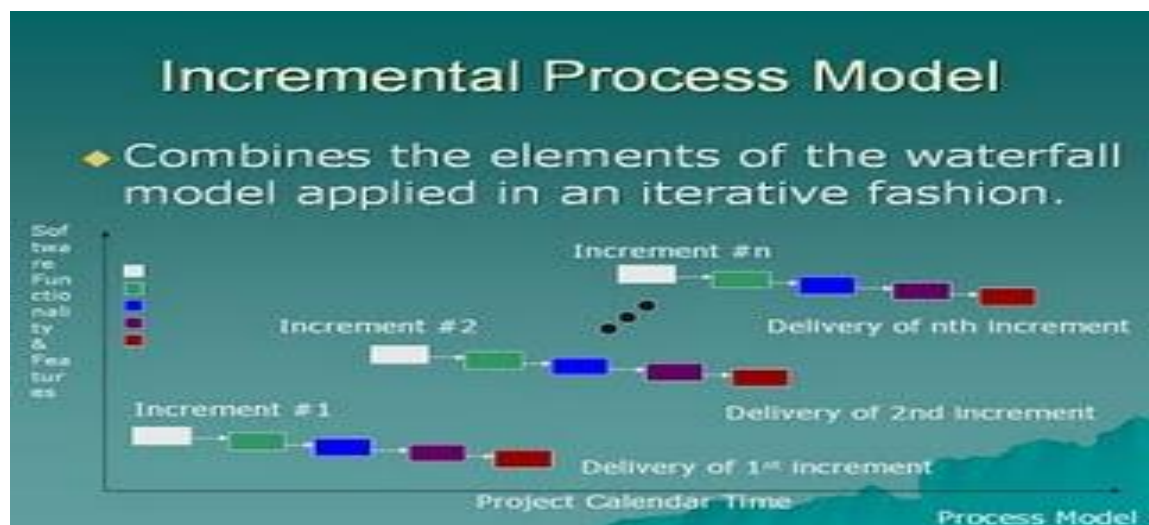 Incremental Process Model
Combines the elements of the waterfall
model applied in an iterative fashion.
Sof
twa
re
Fun
ctio
nali
ty
&
Fea
tur
es
Increment #n
Delivery of nth increment
Increment #2
Delivery of 2nd increment
Increment #1
Delivery of 1st increment
Project Calendar Time
Process Model